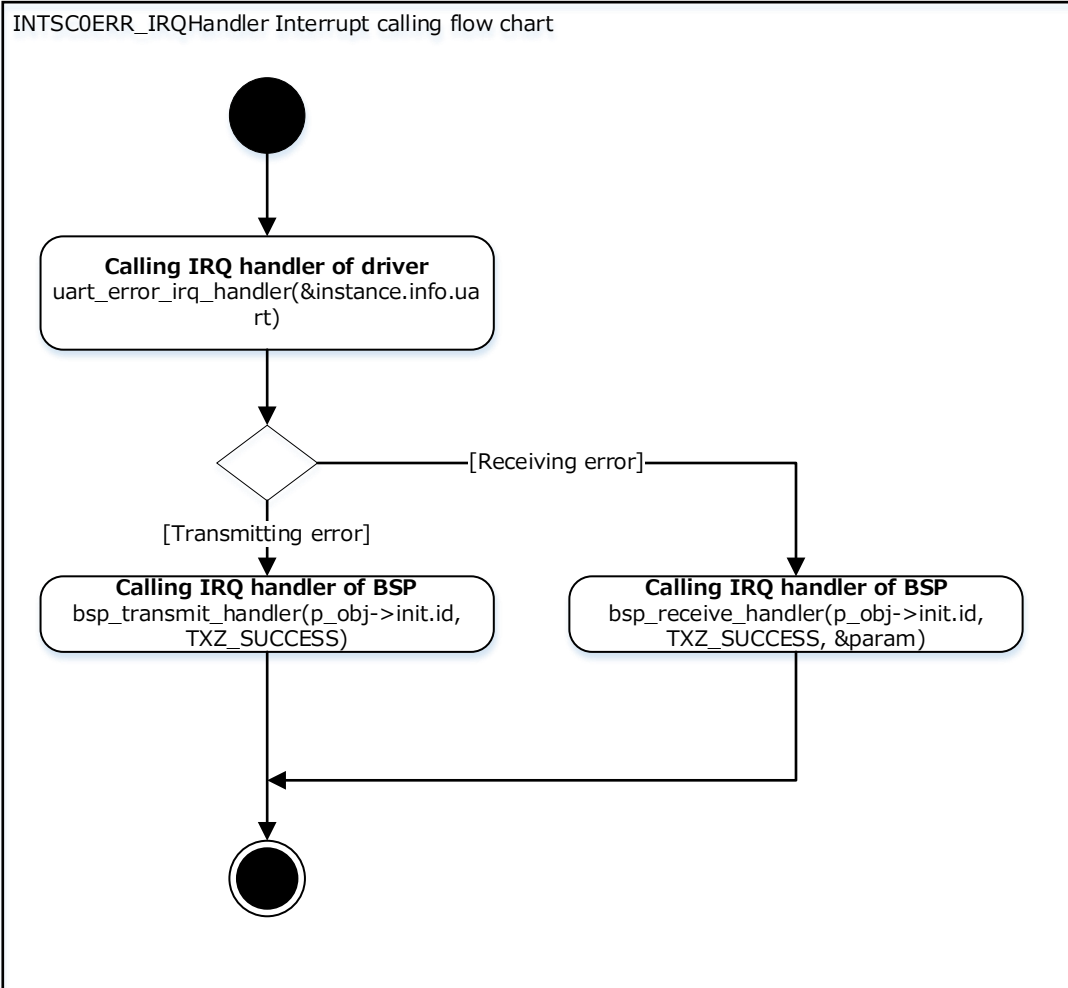 INTSC0ERR_IRQHandler Interrupt calling flow chart
Calling IRQ handler of driver
uart_error_irq_handler(&instance.info.ua
rt)
[Receiving error]
[Transmitting error]
Calling IRQ handler of BSP
bsp_transmit_handler(p_obj->init.id,
TXZ_SUCCESS)
Calling IRQ handler of BSP
bsp_receive_handler(p_obj->init.id,
TXZ_SUCCESS, &param)